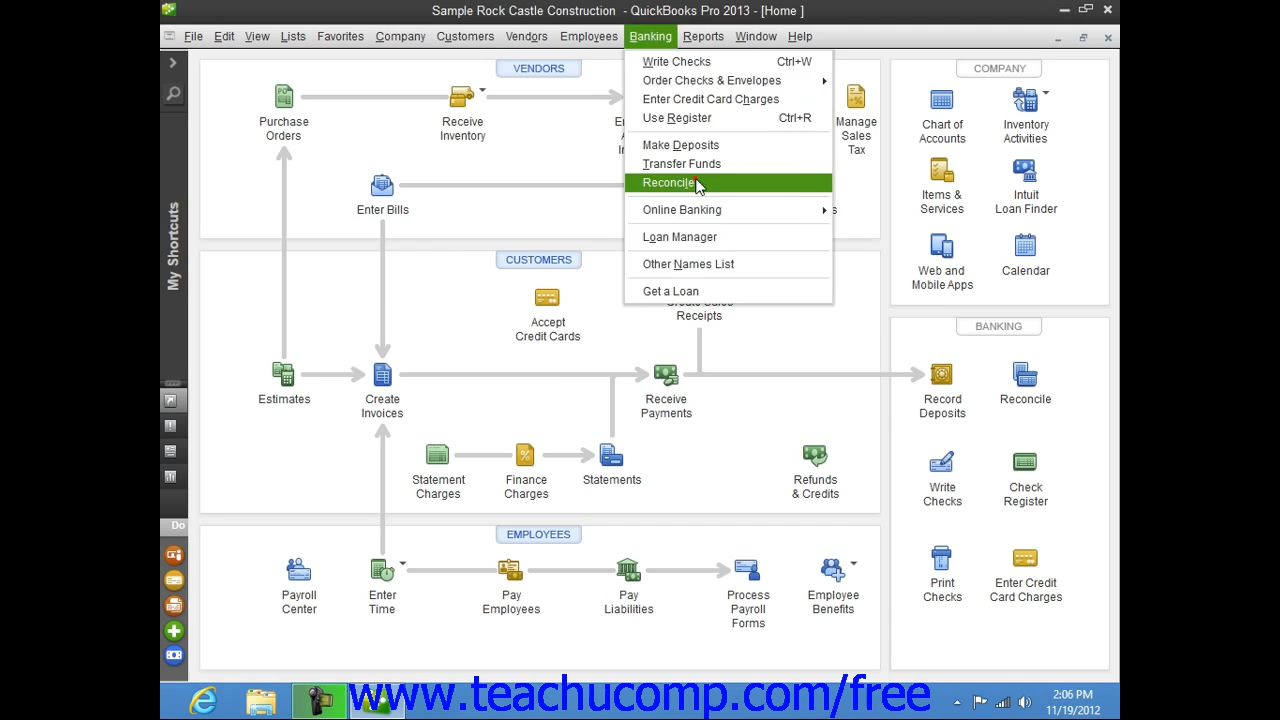 Sample Rock Castle Construction - QuickBooks Pro 2013 - [Home ]
File Edit View Lists Favorites Company Customers Vendors Employees Banking Reports Window Help
My Shortcuts
Do
VENDORS
Purchase
Orders
Receive
Inventory
Enter Bills
Manage
Sales
Tax
Write Checks Ctrl+W
Order Checks & Envelopes
Enter Credit Card Charges
Use Register Ctrl+R
Make Deposits
Transfer Funds
Reconcile
Online Banking
Loan Manager
Other Names List
Get a Loan
CUSTOMERS
Accept
Credit Cards
Receipts
Estimates
Create
Invoices
Receive
Payments
Statement
Charges
Finance
Charges
Statements
Refunds
& Credits
EMPLOYEES
Payroll
Center
Enter
Time
Pay
Employees
Pay
Liabilities
Process
Payroll
Forms
Employee
Benefits
COMPANY
Chart of
Accounts
Inventory
Activities
Items &
Services
Intuit
Loan Finder
Web and
Mobile Apps
Calendar
BANKING
Record
Deposits
Reconcile
Write
Checks
Check
Register
Print
Checks
Enter Credit
Card Charges
www.teachucomp.com/free
2:06 PM
11/19/2012